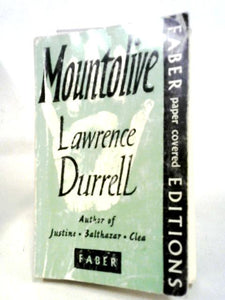 Mountolive
Lawrence
Durrell
Author of
Justine · Balthazar · Clea
FABER
FABER paper covered EDITIONS